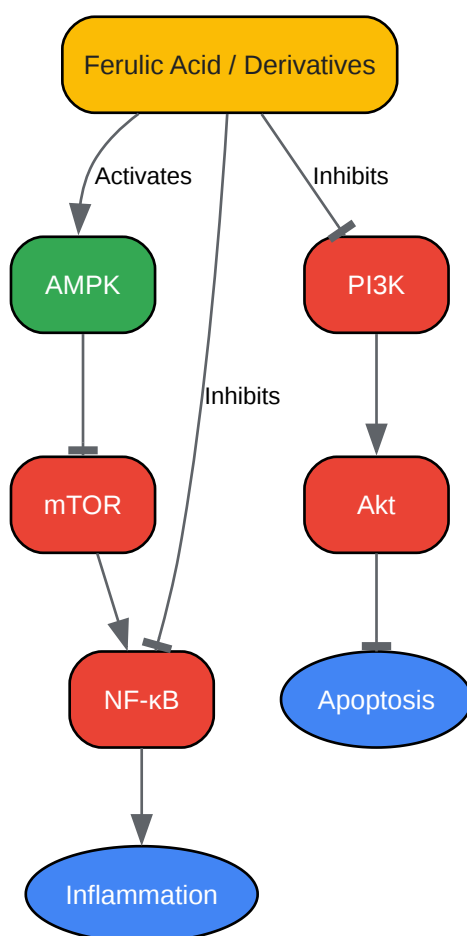 Ferulic Acid / Derivatives
Activates
Inhibits
AMPK
PI3K
Inhibits
mTOR
Akt
NF-κB
Apoptosis
Inflammation